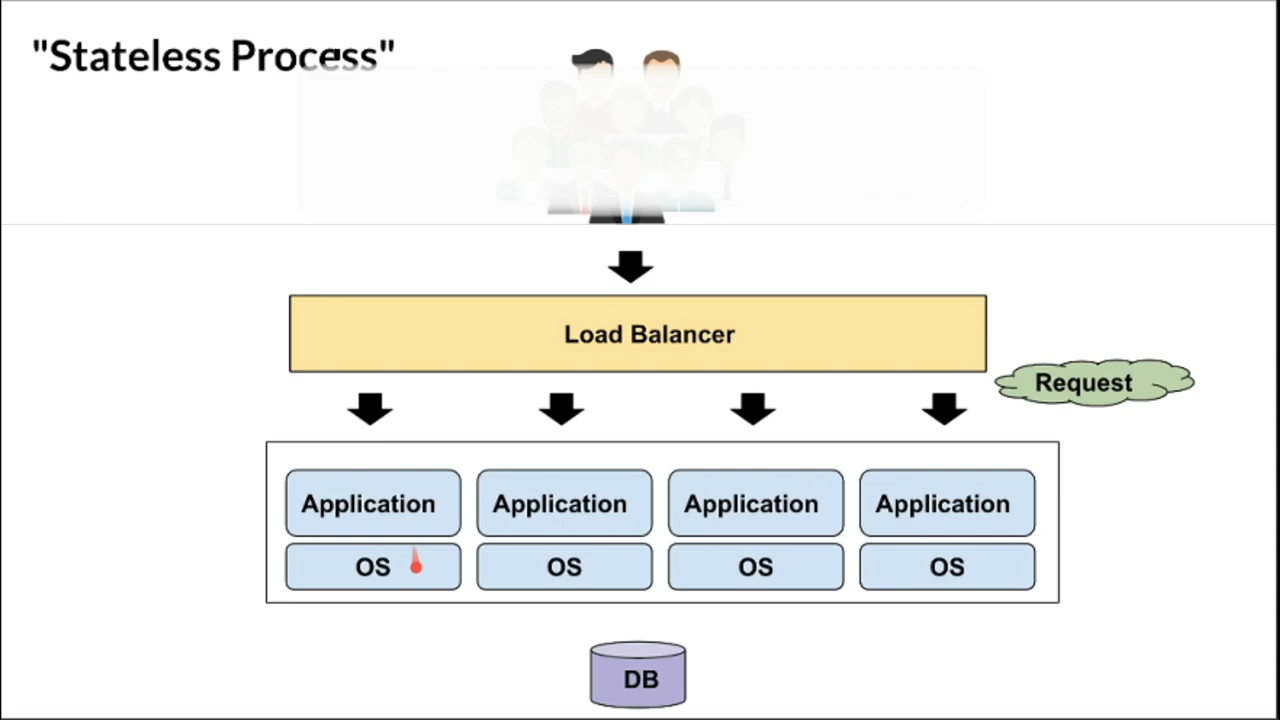 "Stateless Process"
Load Balancer
Request
Application Application Application Application
OS OS OS OS
DB